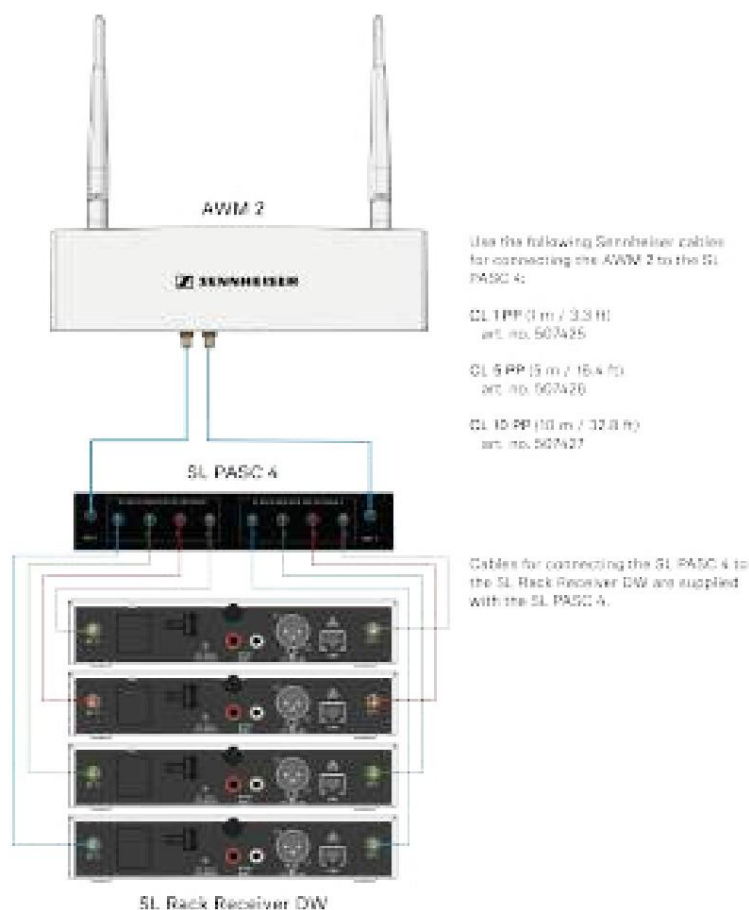 AWM 2
SENNHEISER
Use the following Sennheiser cables
for connecting the AWM 2 to the SL
PASC 4:
CL 1 PP (1 m / 3.3 ft)
art. no. 507425
CL 5 PP (5 m / 16.4 ft)
art. no. 507426
CL 10 PP (10 m / 32.8 ft)
art. no. 507427
SL PASC 4
Cables for connecting the SL PASC 4 to
the SL Rack Receiver DW are supplied
with the SL PASC 4.
SL Rack Receiver DW